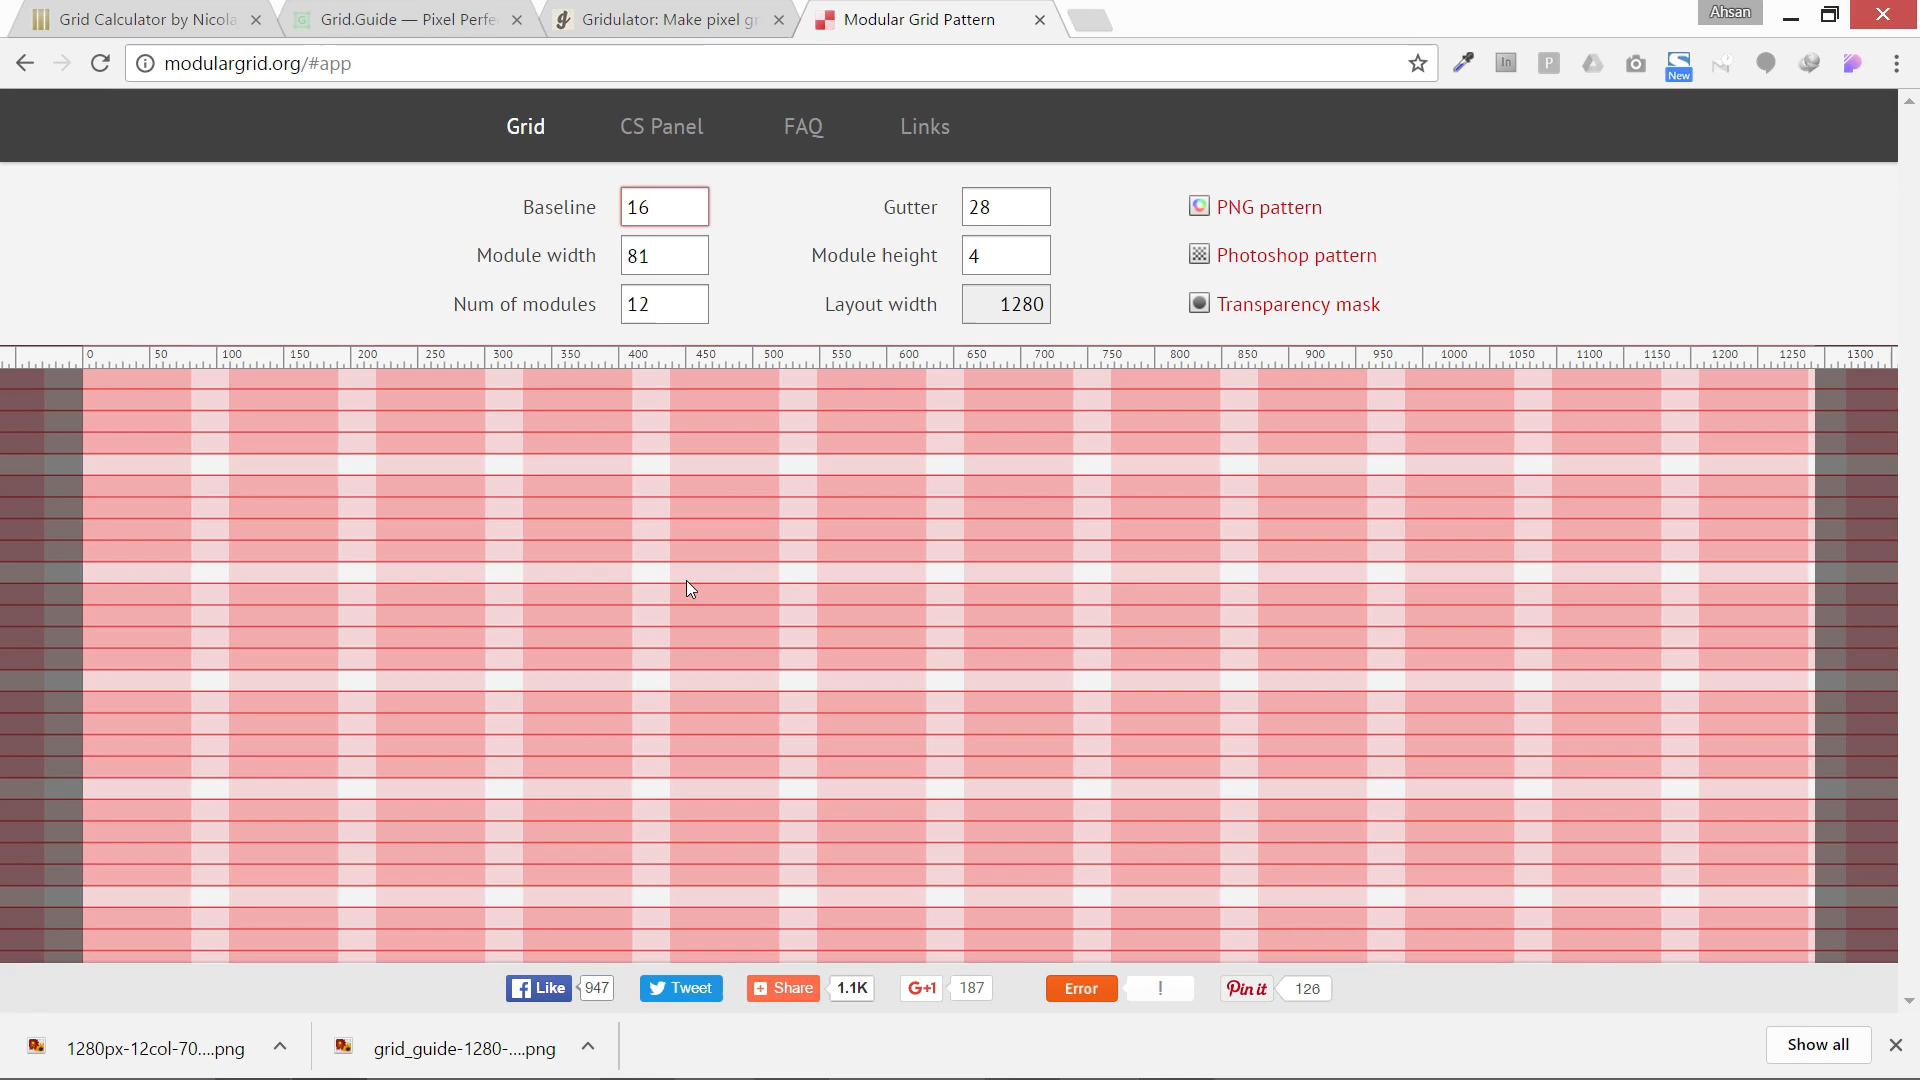 Grid Calculator by Nicola
Grid.Guide — Pixel Perfe
Gridulator: Make pixel gr
Modular Grid Pattern
Ahsan
modulargrid.org/#app
In
P
New
Grid
CS Panel
FAQ
Links
Baseline 16
Gutter 28
PNG pattern
Module width 81
Module height 4
Photoshop pattern
Num of modules 12
Layout width 1280
Transparency mask
0 50 100 150 200 250 300 350 400 450 500 550 600 650 700 750 800 850 900 950 1000 1050 1100 1150 1200 1250 1300
Like 947
Tweet
Share 1.1K
G+1 187
Error !
Pin it 126
1280px-12col-70....png
grid_guide-1280-....png
Show all